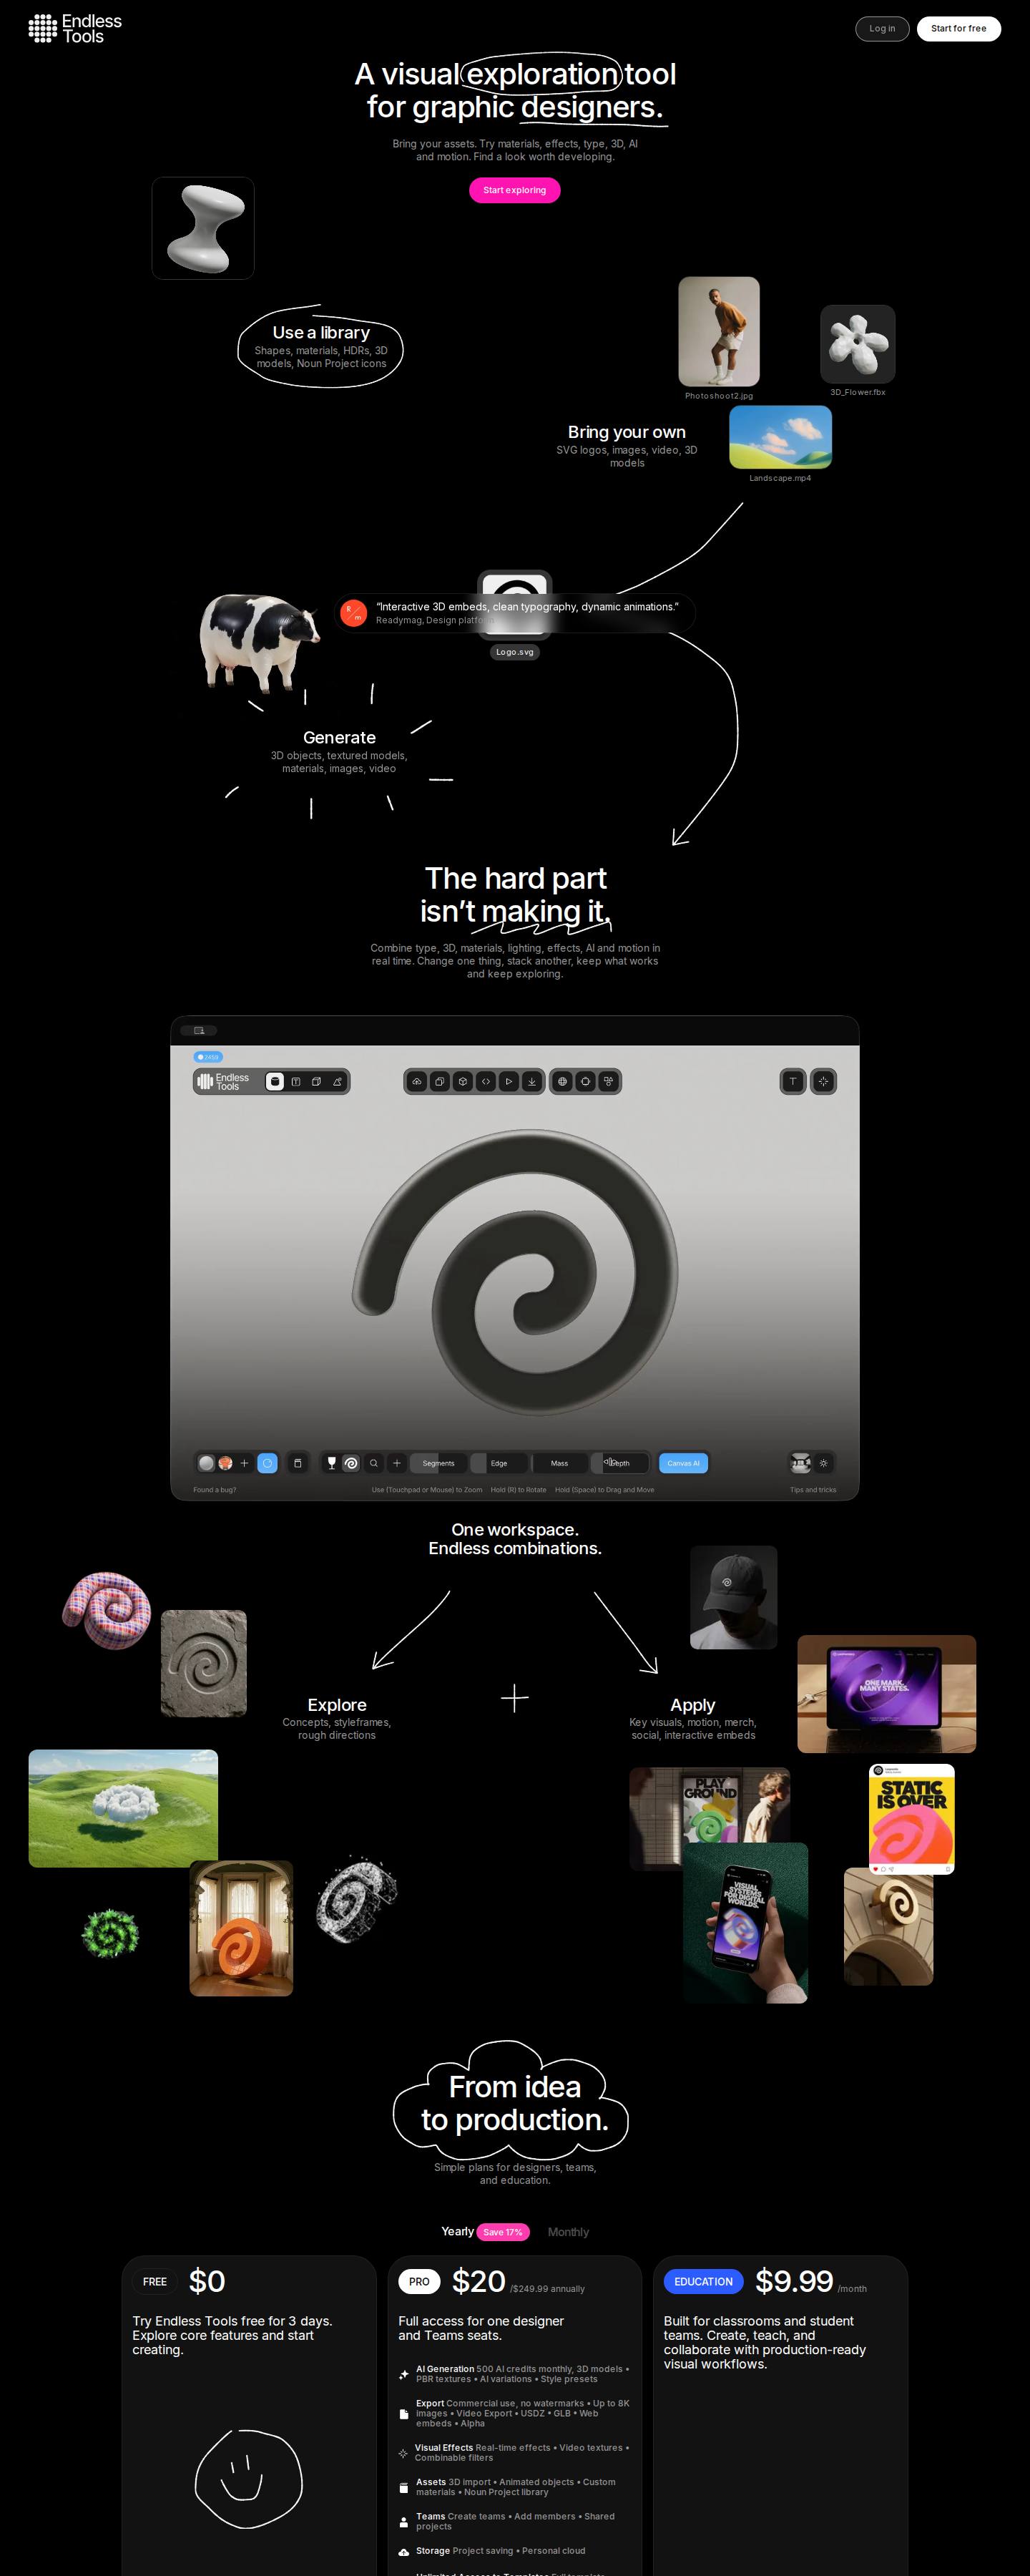 Endless
Tools
Log in
Start for free
A visual exploration tool
for graphic designers.
Bring your assets. Try materials, effects, type, 3D, AI
and motion. Find a look worth developing.
Start exploring
Use a library
Shapes, materials, HDRs, 3D
models, Noun Project icons
Photoshoot2.jpg
3D_Flower.fbx
Bring your own
SVG logos, images, video, 3D
models
Landscape.mp4
R/m
“Interactive 3D embeds, clean typography, dynamic animations.”
Readymag, Design platfo
Logo.svg
Generate
3D objects, textured models,
materials, images, video
The hard part
isn’t making it.
Combine type, 3D, materials, lighting, effects, AI and motion in
real time. Change one thing, stack another, keep what works
and keep exploring.
Endless
Tools
Segments
Edge
Mass
Depth
Canvas AI
Found a bug?
Use (Touchpad or Mouse) to Zoom
Hold (R) to Rotate
Hold (Space) to Drag and Move
Tips and tricks
One workspace.
Endless combinations.
ONE MARK.
MANY STATES.
Explore
Concepts, styleframes,
rough directions
Apply
Key visuals, motion, merch,
social, interactive embeds
PLAY
GROUND
STATIC
IS OVER
VISUAL
SYSTEMS
FOR DIGITAL
WORLDS.
From idea
to production.
Simple plans for designers, teams,
and education.
Yearly
Save 17%
Monthly
FREE
$0
Try Endless Tools free for 3 days.
Explore core features and start
creating.
PRO
$20
/$249.99 annually
Full access for one designer
and Teams seats.
AI Generation 500 AI credits monthly, 3D models •
PBR textures • AI variations • Style presets
Export Commercial use, no watermarks • Up to 8K
images • Video Export • USDZ • GLB • Web
embeds • Alpha
Visual Effects Real-time effects • Video textures •
Combinable filters
Assets 3D import • Animated objects • Custom
materials • Noun Project library
Teams Create teams • Add members • Shared
projects
Storage Project saving • Personal cloud
EDUCATION
$9.99
/month
Built for classrooms and student
teams. Create, teach, and
collaborate with production-ready
visual workflows.